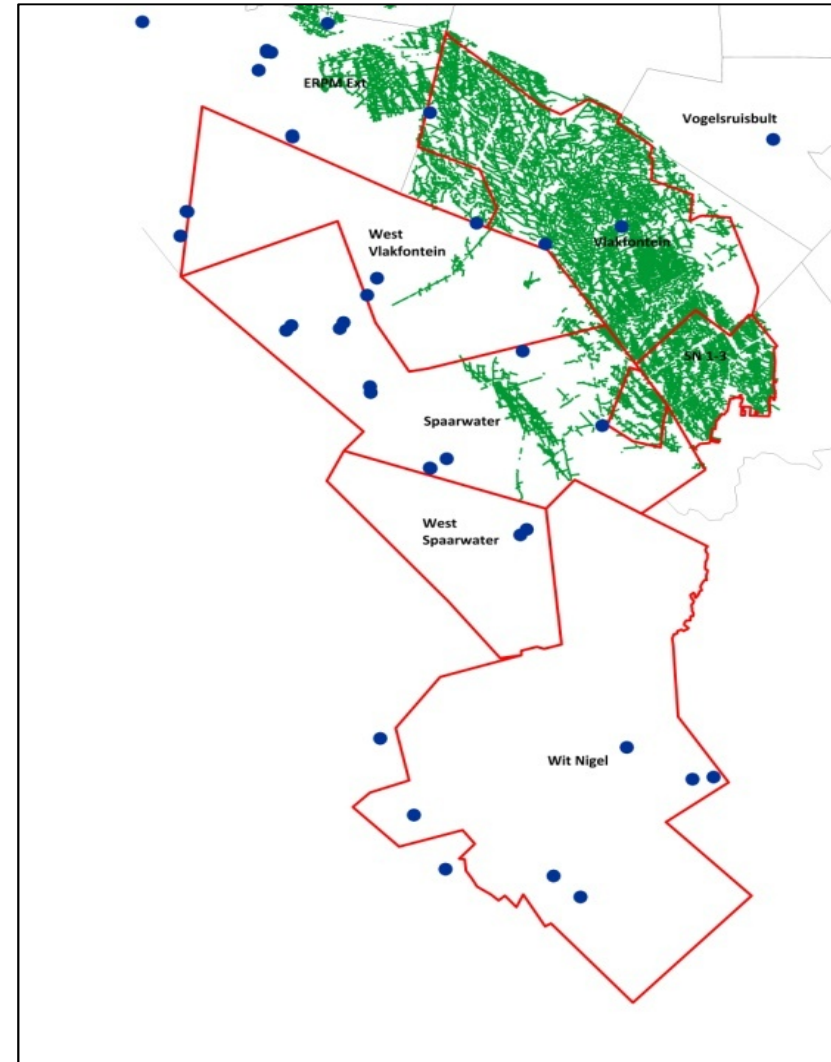 ERPM Ext
Vogelsruisbult
West
Vlakfontein
Vlakfontein
SN 1-3
Spaarwater
West
Spaarwater
Wit Nigel